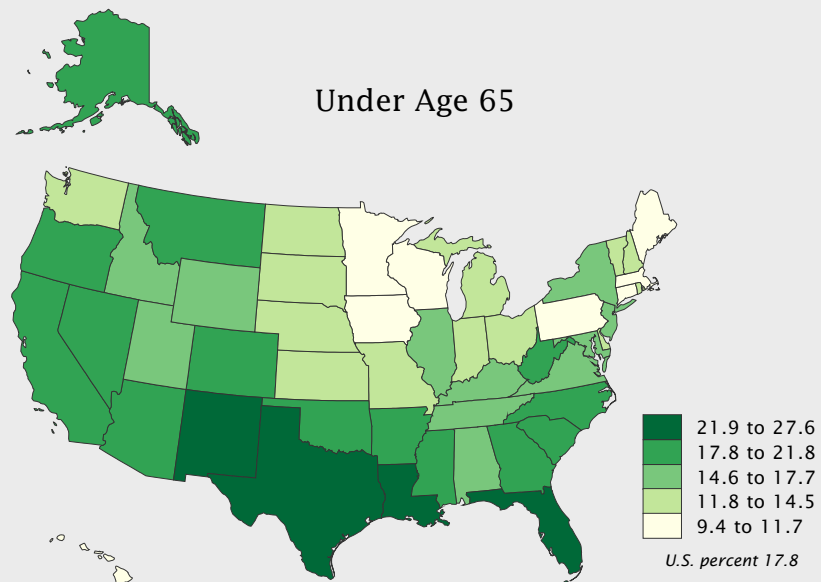 Under Age 65
21.9 to 27.6
17.8 to 21.8
14.6 to 17.7
11.8 to 14.5
9.4 to 11.7
U.S. percent 17.8